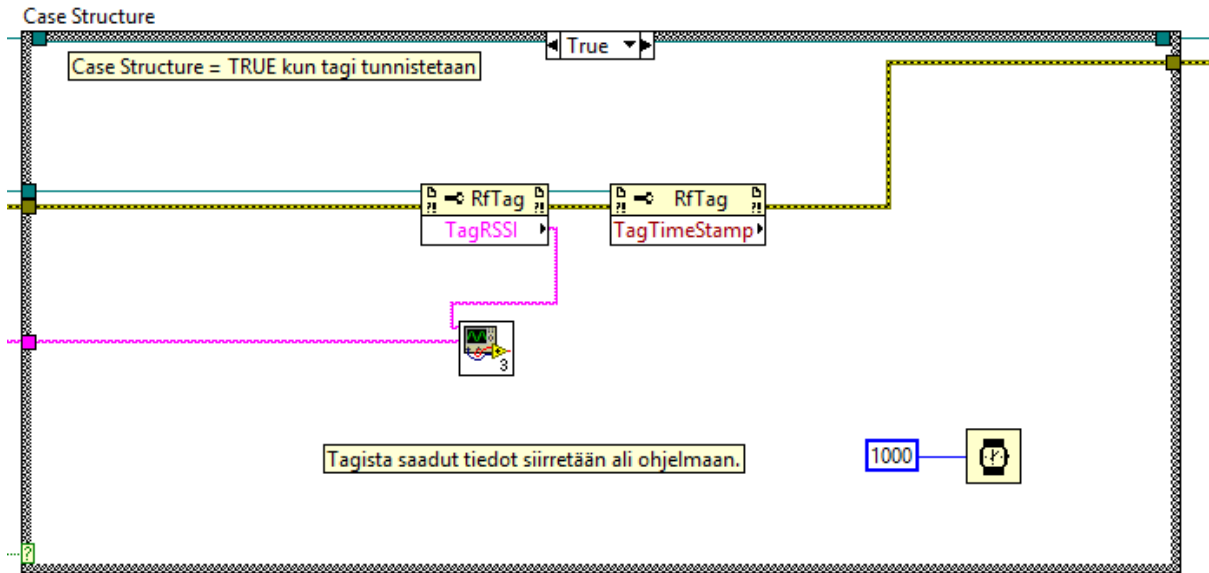 Case Structure
True
Case Structure = TRUE kun tagi tunnistetaan
RfTag
RfTag
TagRSSI
TagTimeStamp
3
Tagista saadut tiedot siirretään ali ohjelmaan.
1000
?